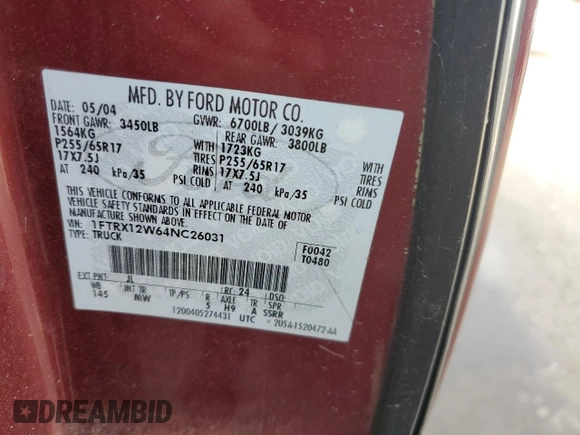 MFD. BY FORD MOTOR CO.
DATE: 05/04 GVWR: 6700LB/ 3039KG
FRONT GAWR: 3450LB REAR GAWR: 3800LB
1564KG WITH 1723KG WITH
P255/65R17 TIRES P255/65R17 TIRES
17X7.5J RIMS 17X7.5J RIMS
AT 240 kPa/35 PSI COLD AT 240 kPa/35 PSI COLD
THIS VEHICLE CONFORMS TO ALL APPLICABLE FEDERAL MOTOR
VEHICLE SAFETY STANDARDS IN EFFECT ON THE DATE OF
MANUFACTURE SHOWN ABOVE
VIN: 1FTRX12W64NC26031
TYPE: TRUCK
F0042
T0480
EXT PNT: JL RC: 24 DSO:
WB INT TR TP/PS R AXLE TR SPR
145 MW 5 H9 A SSRR
1200405274431 UTC 2U5A-1520472-AA
DREAMBID